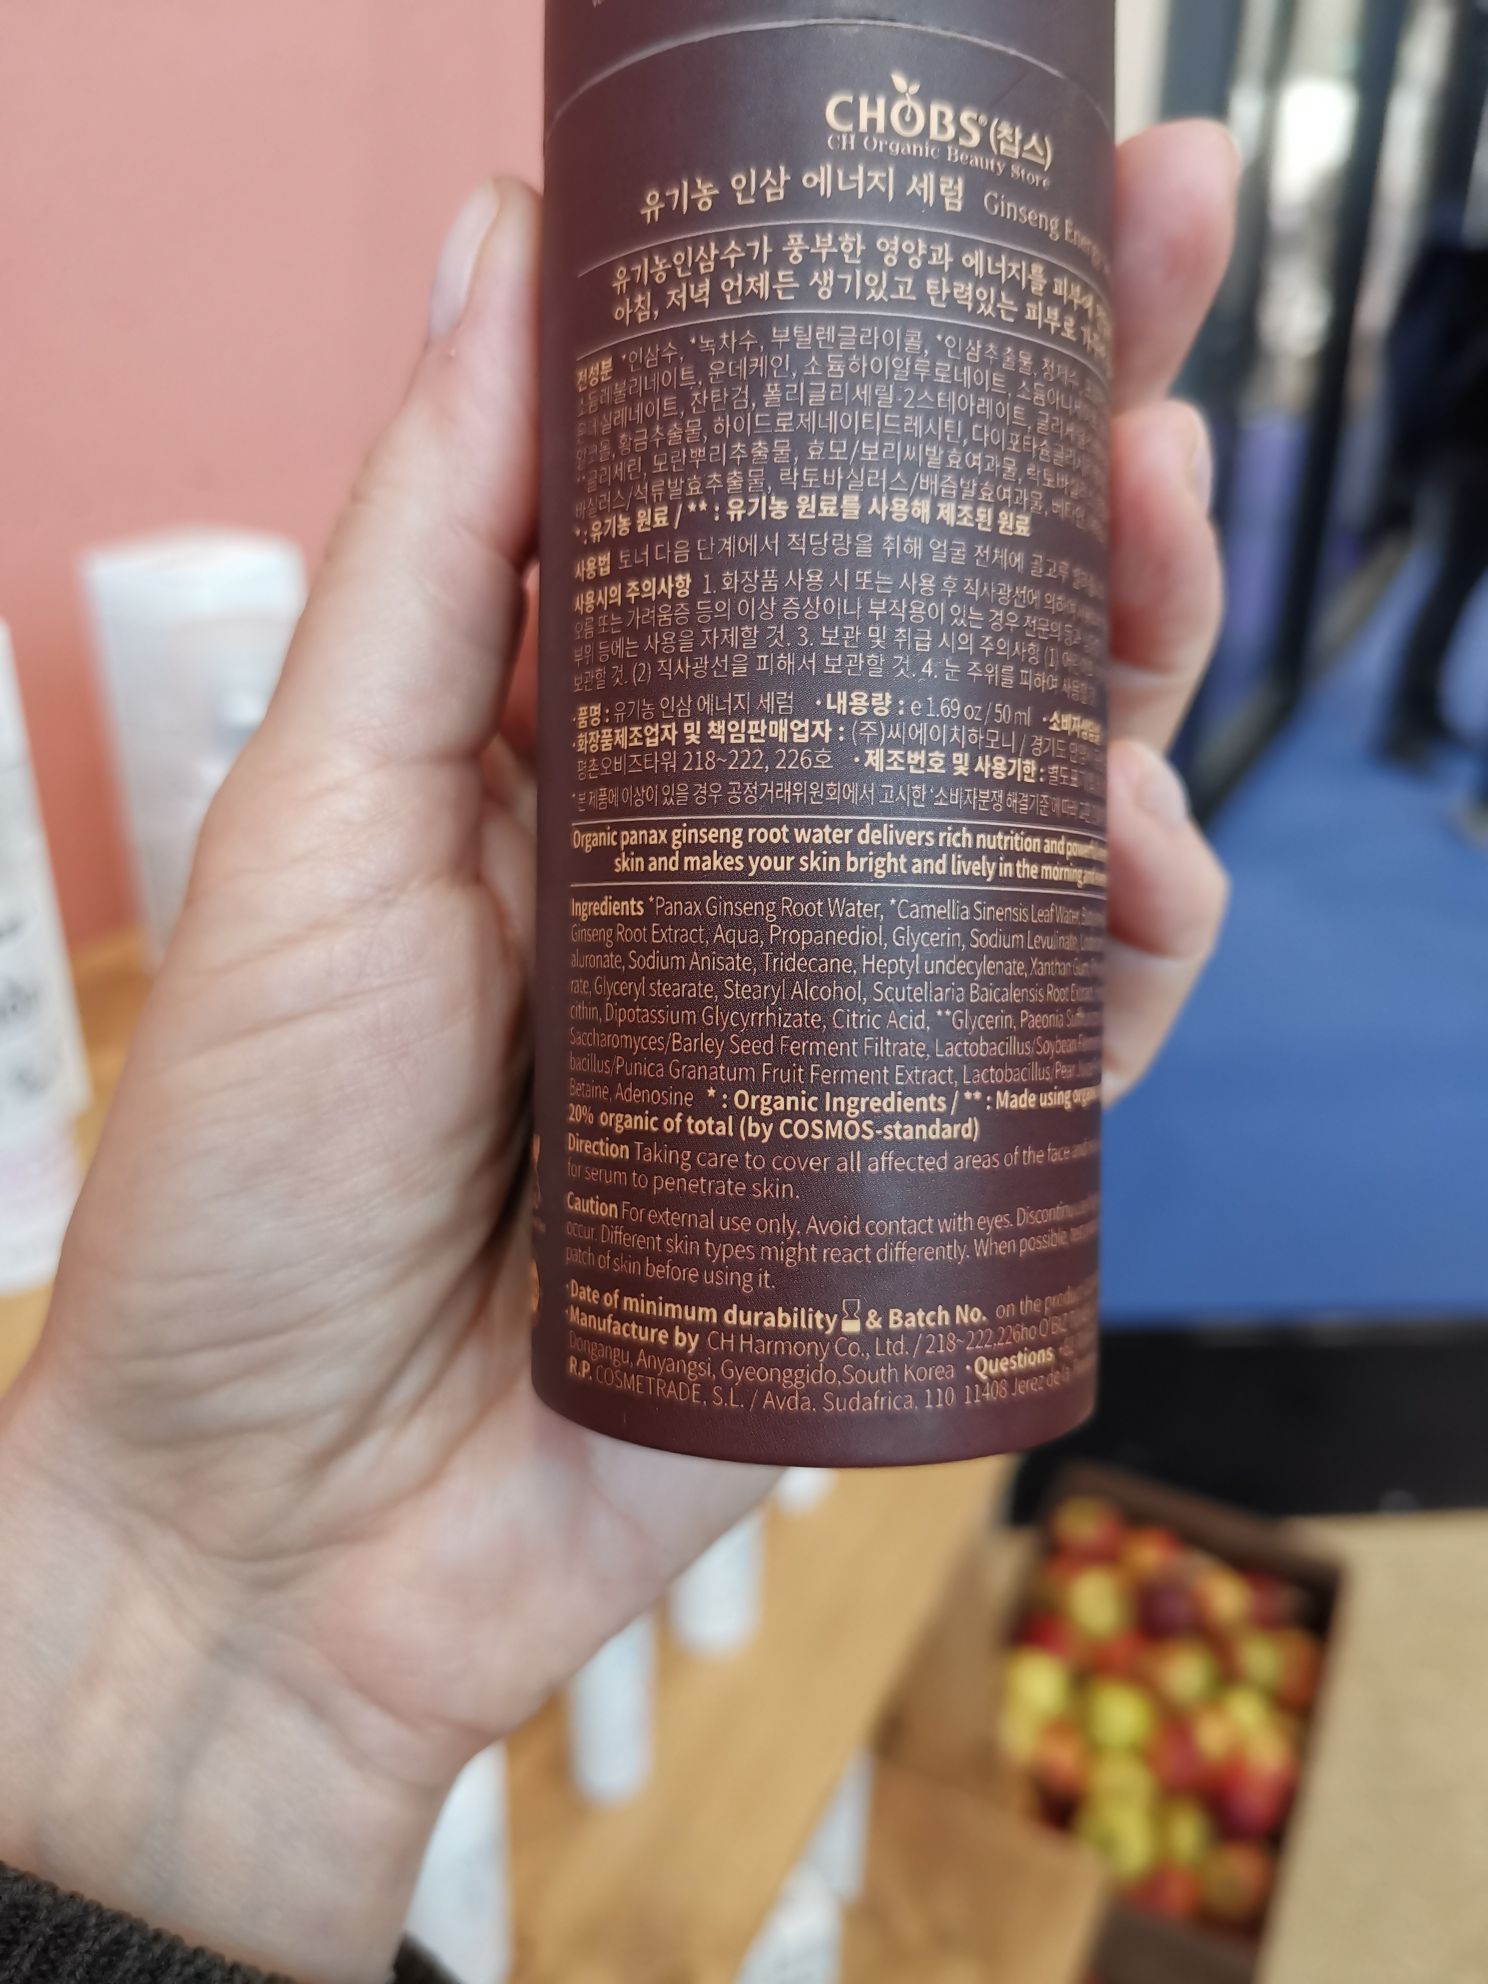 CHOBS® (찹스)
CH Organic Beauty Store
유기농 인삼 에너지 세럼 Ginseng Energy
유기농인삼수가 풍부한 영양과 에너지를 피부에
아침, 저녁 언제든 생기있고 탄력있는 피부로
전성분 *인삼수, *녹차수, 부틸렌글라이콜, *인삼추출물, 정제수,
소듐레불리네이트, 운데케인, 소듐하이알루로네이트, 소듐아니세이트
운데실레네이트, 잔탄검, 폴리글리세릴-2스테아레이트,
알코올, 황금추출물, 하이드로제네이티드레시틴,
**글리세린, 모란뿌리추출물, 효모/보리씨발효여과물,
바실러스/석류발효추출물, 락토바실러스/배즙발효여과물, 베타인,
* : 유기농 원료 / ** : 유기농 원료를 사용해 제조된 원료
사용법 토너 다음 단계에서 적당량을 취해 얼굴 전체에 골고루
사용시의 주의사항 1. 화장품 사용 시 또는 사용 후 직사광선에 의하여
오름 또는 가려움증 등의 이상 증상이나 부작용이 있는 경우 전문의
부위 등에는 사용을 자제할 것. 3. 보관 및 취급 시의 주의사항 (1)
보관할 것. (2) 직사광선을 피해서 보관할 것. 4. 눈 주위를 피하여
·품명 : 유기농 인삼 에너지 세럼 ·내용량 : e 1.69 oz / 50 ml
·화장품제조업자 및 책임판매업자 : (주)씨에이치하모니 / 경기도
평촌오비즈타워 218~222, 226호 ·제조번호 및 사용기한 :
* 본 제품에 이상이 있을 경우 공정거래위원회에서 고시한 '소비자분쟁 해결기준'에
Organic panax ginseng root water delivers rich nutrition and
skin and makes your skin bright and lively in the morning
Ingredients *Panax Ginseng Root Water, *Camellia Sinensis Leaf Water,
Ginseng Root Extract, Aqua, Propanediol, Glycerin, Sodium Levulinate,
aluronate, Sodium Anisate, Tridecane, Heptyl undecylenate, Xanthan Gum,
rate, Glyceryl stearate, Stearyl Alcohol, Scutellaria Baicalensis Root Extract,
cithin, Dipotassium Glycyrrhizate, Citric Acid, **Glycerin, Paeonia
Saccharomyces/Barley Seed Ferment Filtrate, Lactobacillus/Soybean
bacillus/Punica Granatum Fruit Ferment Extract, Lactobacillus/Pear
Betaine, Adenosine * : Organic Ingredients / ** : Made using
20% organic of total (by COSMOS-standard)
Direction Taking care to cover all affected areas of the face
for serum to penetrate skin.
Caution For external use only. Avoid contact with eyes.
occur. Different skin types might react differently. When possible,
patch of skin before using it.
·Date of minimum durability & Batch No. on the
·Manufacture by CH Harmony Co., Ltd. / 218~222,226ho
Dongangu, Anyangsi, Gyeonggido,South Korea ·Questions
R.P. COSMETRADE, S.L. / Avda. Sudafrica, 110 11408 Jerez de la